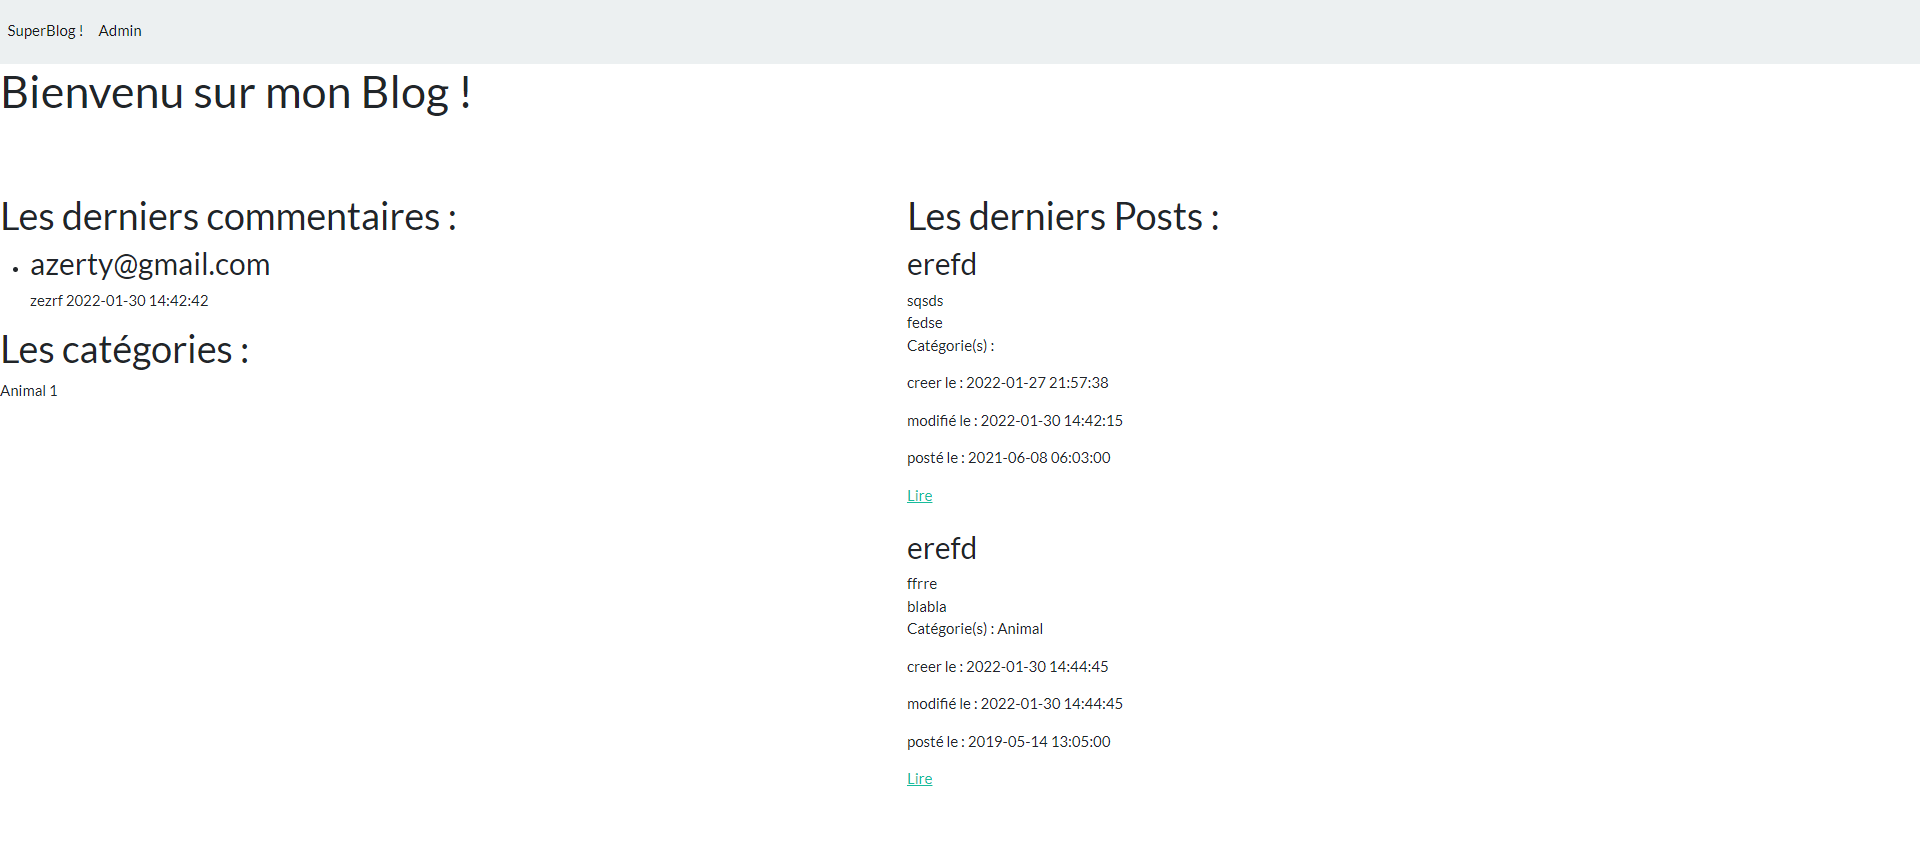 SuperBlog ! Admin
Bienvenu sur mon Blog !
Les derniers commentaires :
azerty@gmail.com
zezrf 2022-01-30 14:42:42
Les catégories :
Animal 1
Les derniers Posts :
erefd
sqsds
fedse
Catégorie(s) :
creer le : 2022-01-27 21:57:38
modifié le : 2022-01-30 14:42:15
posté le : 2021-06-08 06:03:00
Lire
erefd
ffrre
blabla
Catégorie(s) : Animal
creer le : 2022-01-30 14:44:45
modifié le : 2022-01-30 14:44:45
posté le : 2019-05-14 13:05:00
Lire